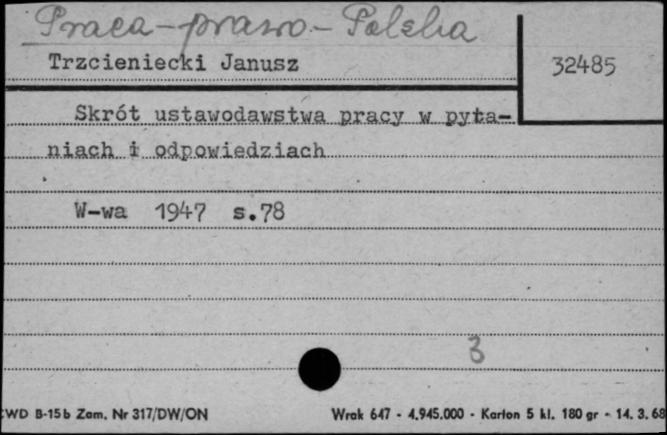 Praca - prawo - Polska
Trzcieniecki Janusz
32485
Skrót ustawodawstwa pracy w pyta-
niach i odpowiedziach
W-wa 1947 s.78
3
WD B-15b Zam. Nr 317/DW/ON
Wrak 647 - 4.945.000 - Karton 5 kl. 180 gr - 14. 3. 68